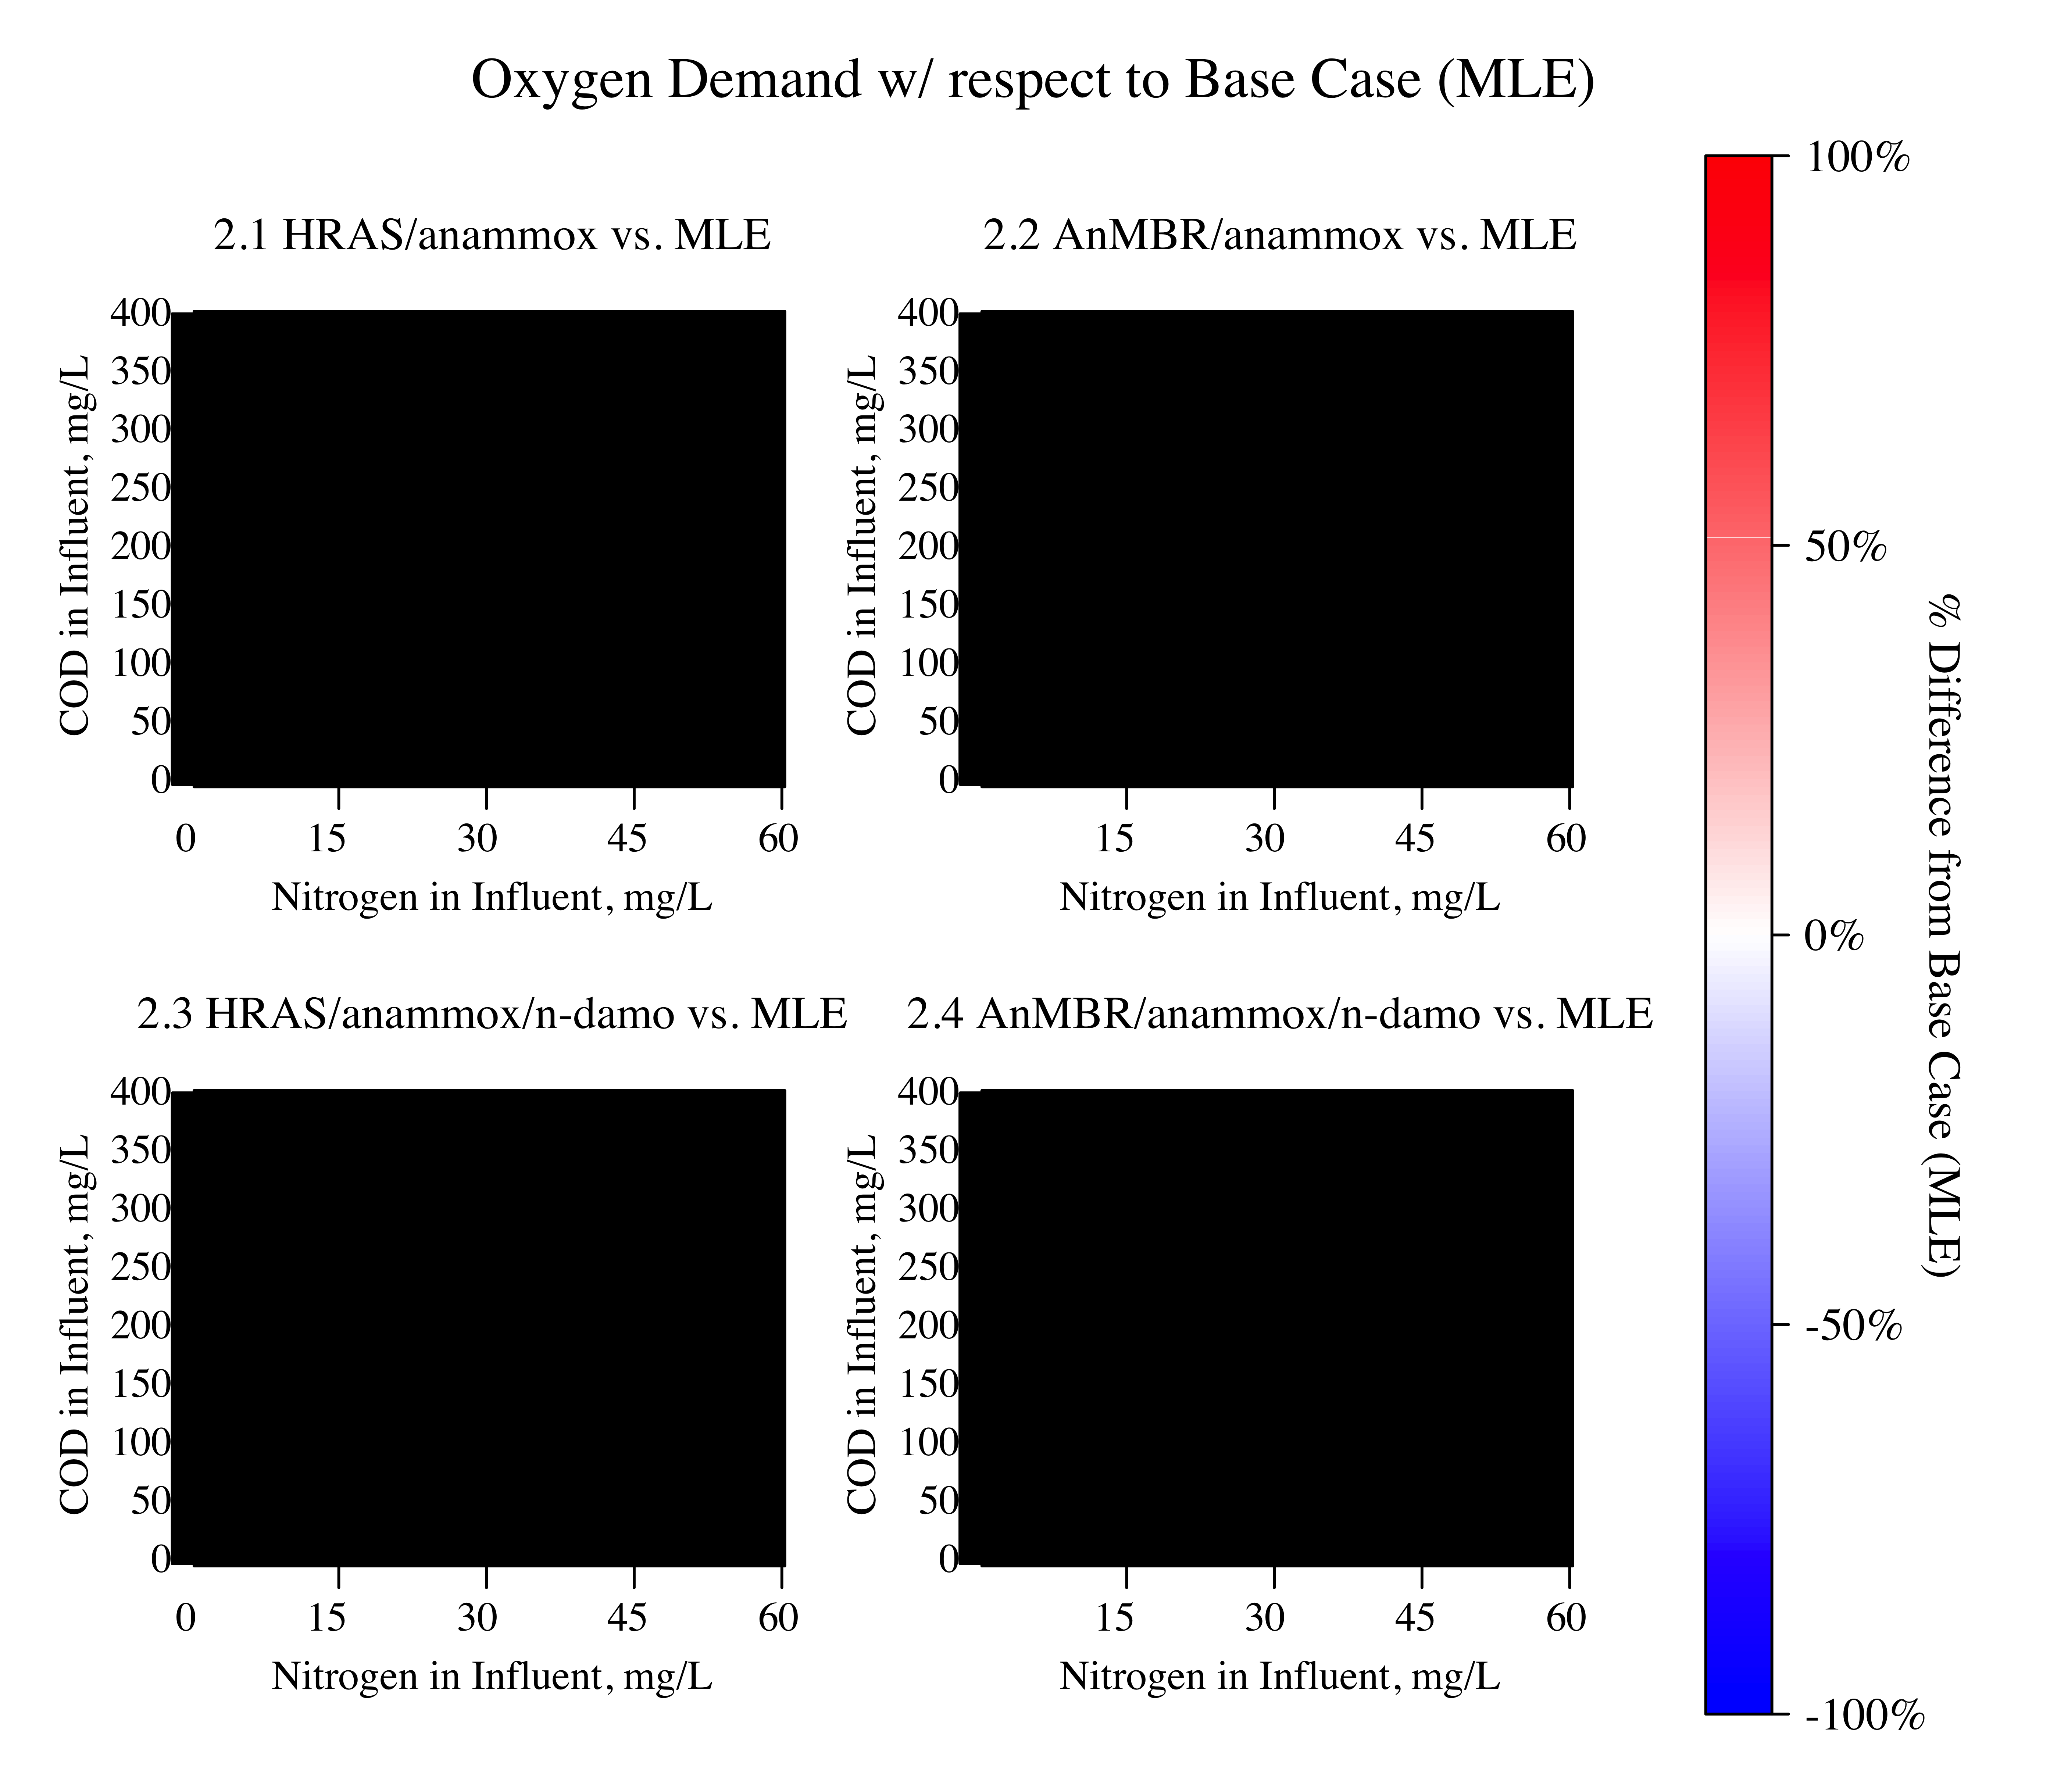 Oxygen Demand w/ respect to Base Case (MLE)
2.1 HRAS/anammox vs. MLE
COD in Influent, mg/L
400
350
300
250
200
150
100
50
0
0 15 30 45 60
Nitrogen in Influent, mg/L
2.2 AnMBR/anammox vs. MLE
COD in Influent, mg/L
400
350
300
250
200
150
100
50
0
15 30 45 60
Nitrogen in Influent, mg/L
2.3 HRAS/anammox/n-damo vs. MLE
COD in Influent, mg/L
400
350
300
250
200
150
100
50
0
0 15 30 45 60
Nitrogen in Influent, mg/L
2.4 AnMBR/anammox/n-damo vs. MLE
COD in Influent, mg/L
400
350
300
250
200
150
100
50
0
15 30 45 60
Nitrogen in Influent, mg/L
100%
50%
0%
-50%
-100%
% Difference from Base Case (MLE)